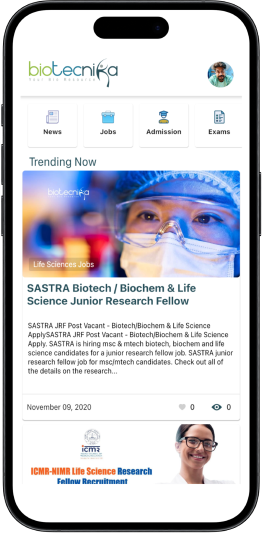 biotecnika
News Jobs Admission Exams
Trending Now
biotecnika
Life Sciences Jobs
SASTRA Biotech / Biochem & Life
Science Junior Research Fellow
SASTRA JRF Post Vacant - Biotech/Biochem & Life Science
ApplySASTRA JRF Post Vacant - Biotech/Biochem & Life Science
Apply. SASTRA is hiring msc & mtech biotech, biochem and life
science candidates for a junior research fellow job. SASTRA junior
research fellow job for msc/mtech candidates. Check out all of
the details on the research...
November 09, 2020 0 0
icmr
ICMR-NIMR Life Science Research
Fellow Recruitment